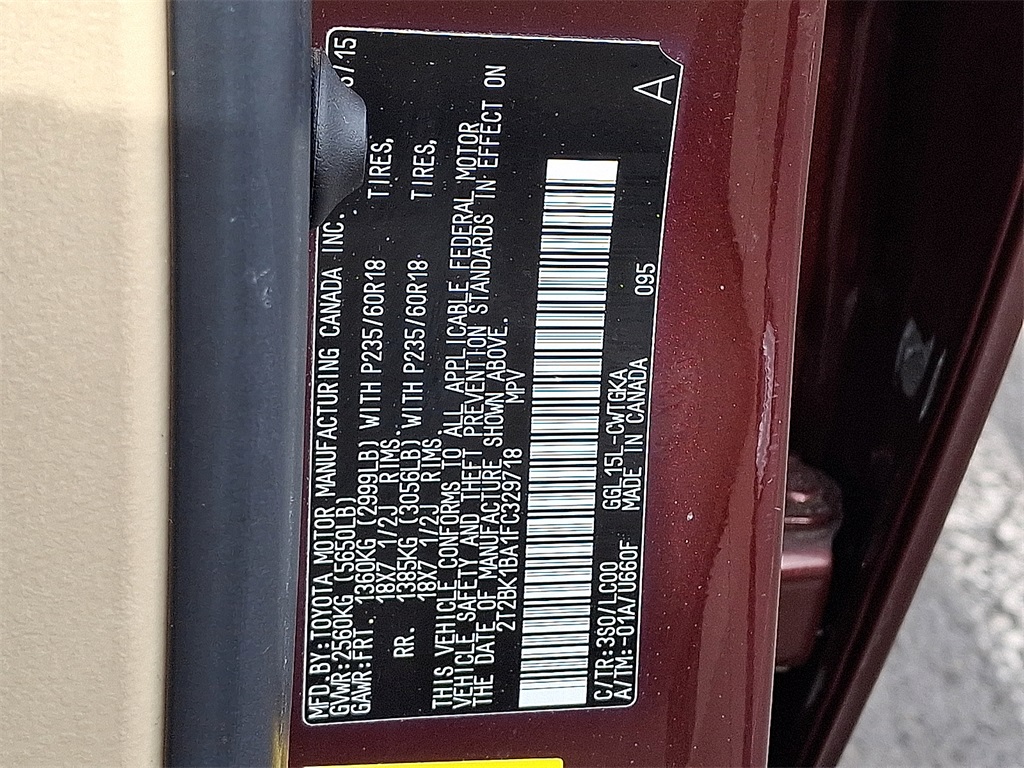 MFD.BY:TOYOTA MOTOR MANUFACTURING CANADA INC. /15
GVWR:2560KG (5650LB)
GAWR:FRT. 1360KG (2999LB) WITH P235/60R18 TIRES,
18X7 1/2J RIMS.
RR. 1385KG (3056LB) WITH P235/60R18 TIRES,
18X7 1/2J RIMS.
THIS VEHICLE CONFORMS TO ALL APPLICABLE FEDERAL MOTOR
VEHICLE SAFETY AND THEFT PREVENTION STANDARDS IN EFFECT ON
THE DATE OF MANUFACTURE SHOWN ABOVE.
2T2BK1BA1FC329718 MPV
A
C/TR:3S0/LC00 GGL15L-CWTGKA 095
A/TM:-01A/U660F MADE IN CANADA